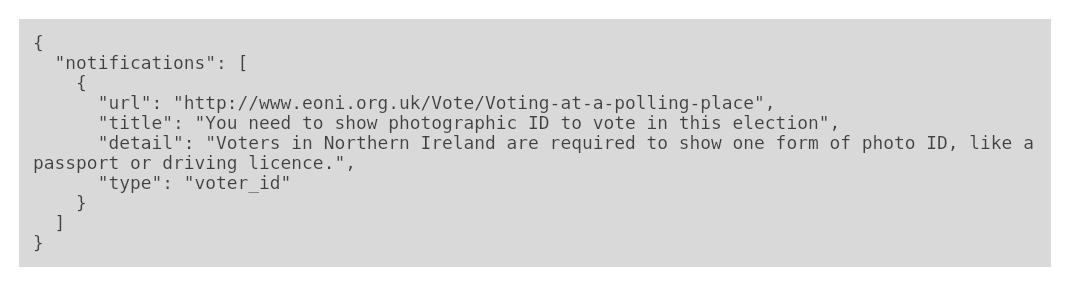 {
  "notifications": [
    {
      "url": "http://www.eoni.org.uk/Vote/Voting-at-a-polling-place",
      "title": "You need to show photographic ID to vote in this election",
      "detail": "Voters in Northern Ireland are required to show one form of photo ID, like a
passport or driving licence.",
      "type": "voter_id"
    }
  ]
}